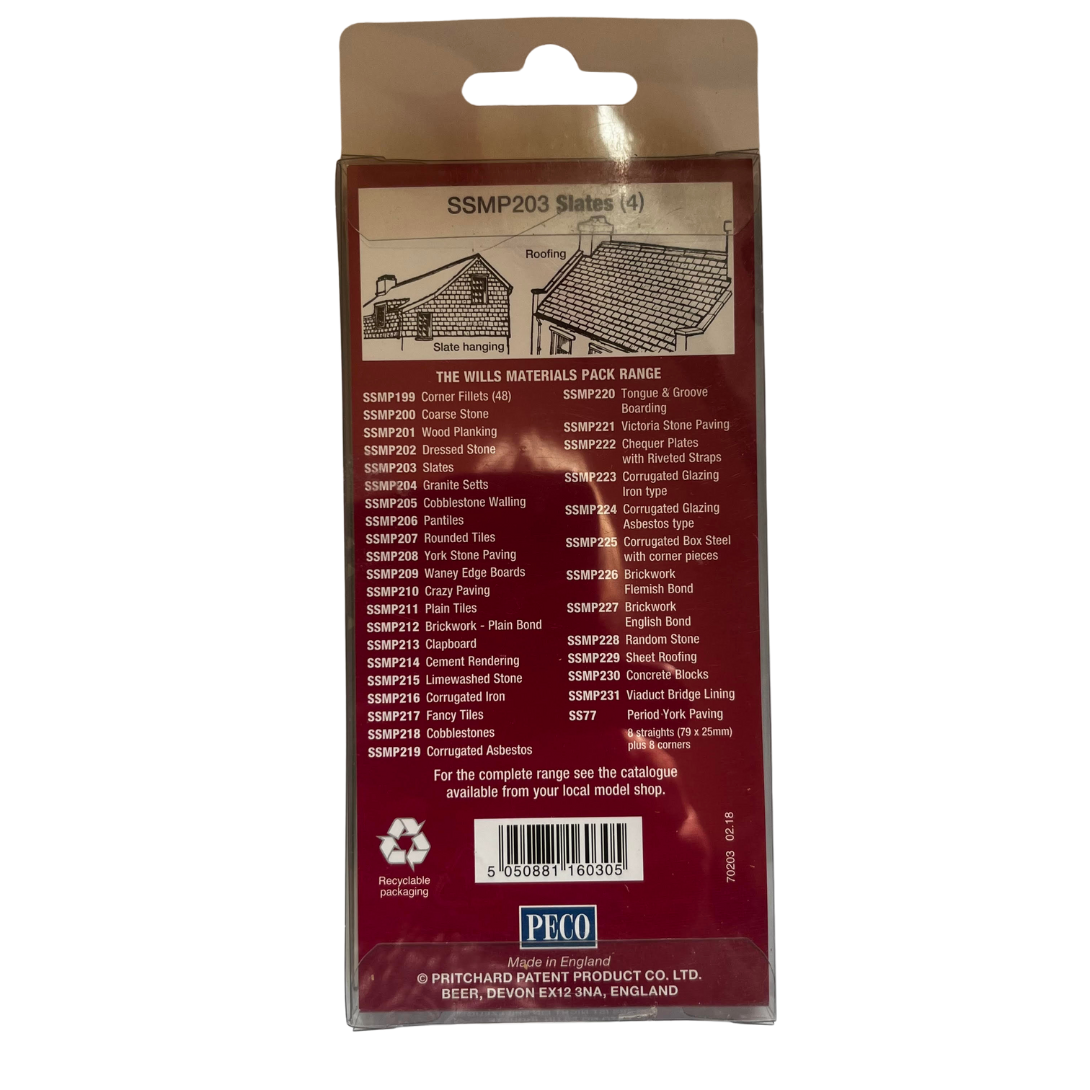 SSMP203 Slates (4)
Roofing
Slate hanging
THE WILLS MATERIALS PACK RANGE
SSMP199 Corner Fillets (48)
SSMP200 Coarse Stone
SSMP201 Wood Planking
SSMP202 Dressed Stone
SSMP203 Slates
SSMP204 Granite Setts
SSMP205 Cobblestone Walling
SSMP206 Pantiles
SSMP207 Rounded Tiles
SSMP208 York Stone Paving
SSMP209 Waney Edge Boards
SSMP210 Crazy Paving
SSMP211 Plain Tiles
SSMP212 Brickwork - Plain Bond
SSMP213 Clapboard
SSMP214 Cement Rendering
SSMP215 Limewashed Stone
SSMP216 Corrugated Iron
SSMP217 Fancy Tiles
SSMP218 Cobblestones
SSMP219 Corrugated Asbestos
SSMP220 Tongue & Groove
Boarding
SSMP221 Victoria Stone Paving
SSMP222 Chequer Plates
with Riveted Straps
SSMP223 Corrugated Glazing
Iron type
SSMP224 Corrugated Glazing
Asbestos type
SSMP225 Corrugated Box Steel
with corner pieces
SSMP226 Brickwork
Flemish Bond
SSMP227 Brickwork
English Bond
SSMP228 Random Stone
SSMP229 Sheet Roofing
SSMP230 Concrete Blocks
SSMP231 Viaduct Bridge Lining
SS77 Period York Paving
8 straights (79 x 25mm)
plus 8 corners
For the complete range see the catalogue
available from your local model shop.
Recyclable
packaging
5 050881 160305
70203 02.18
PECO
Made in England
© PRITCHARD PATENT PRODUCT CO. LTD.
BEER, DEVON EX12 3NA, ENGLAND